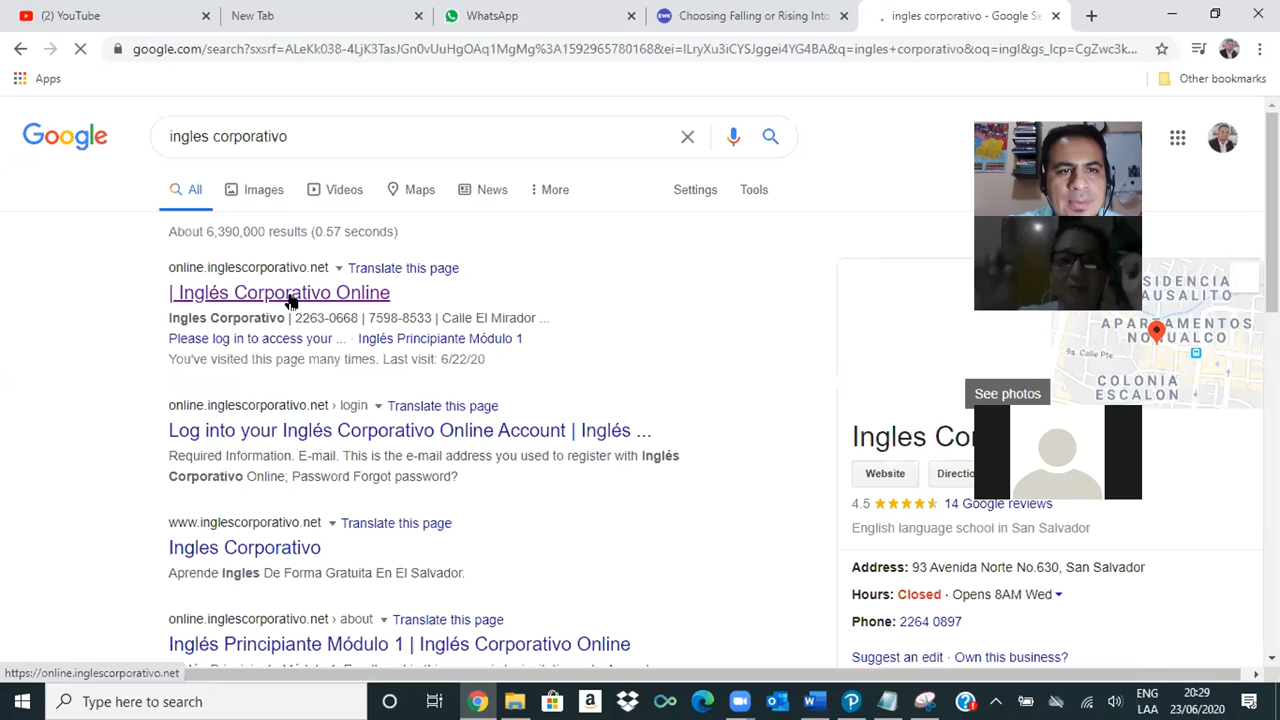 (2) YouTube
New Tab
WhatsApp
Choosing Falling or Rising Into
ingles corporativo - Google Se
google.com/search?sxsrf=ALeKk038-4LjK3TasJGn0vUuHgOAq1MgMg%3A1592965780168&ei=ILryXu3iCYSJggei4YG4BA&q=ingles+corporativo&oq=ingl&gs_lcp=CgZwc3k...
Apps
Other bookmarks
Google
ingles corporativo
All
Images
Videos
Maps
News
More
Settings
Tools
About 6,390,000 results (0.57 seconds)
online.inglescorporativo.net Translate this page
| Inglés Corporativo Online
Ingles Corporativo | 2263-0668 | 7598-8533 | Calle El Mirador ...
Please log in to access your ... · Inglés Principiante Módulo 1
You've visited this page many times. Last visit: 6/22/20
online.inglescorporativo.net › login Translate this page
Log into your Inglés Corporativo Online Account | Inglés ...
Required Information. E-mail. This is the e-mail address you used to register with Inglés
Corporativo Online; Password Forgot password?
www.inglescorporativo.net Translate this page
Ingles Corporativo
Aprende Ingles De Forma Gratuita En El Salvador.
online.inglescorporativo.net › about Translate this page
Inglés Principiante Módulo 1 | Inglés Corporativo Online
SIDENCIA
AUSALITO
APARTAMENTOS
NOHUALCO
9a. Calle Pte.
COLONIA
ESCALON
See photos
Ingles Co
Website
Directio
4.5
14 Google reviews
English language school in San Salvador
Address: 93 Avenida Norte No.630, San Salvador
Hours: Closed · Opens 8AM Wed
Phone: 2264 0897
Suggest an edit · Own this business?
https://online.inglescorporativo.net
Type here to search
ENG
LAA
20:29
23/06/2020